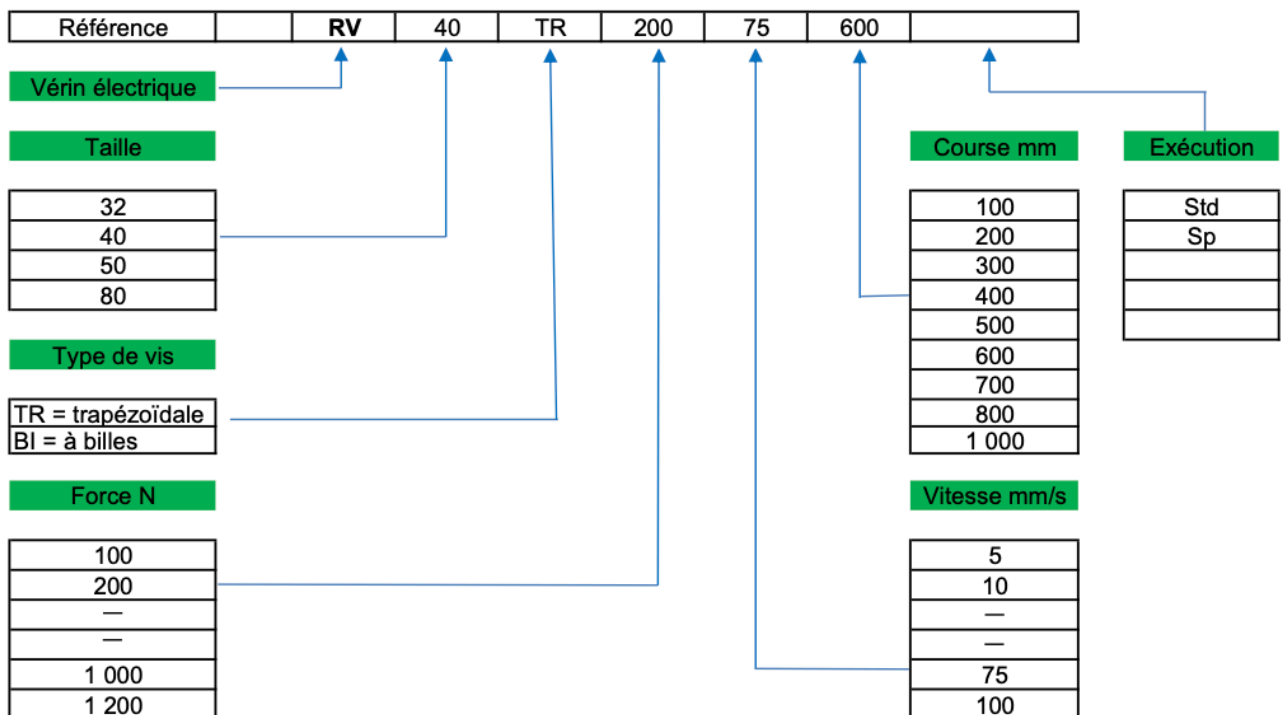 Référence RV 40 TR 200 75 600
Vérin électrique
Taille
32
40
50
80
Type de vis
TR = trapézoïdale
BI = à billes
Force N
100
200
—
—
1 000
1 200
Course mm
100
200
300
400
500
600
700
800
1 000
Vitesse mm/s
5
10
—
—
75
100
Exécution
Std
Sp